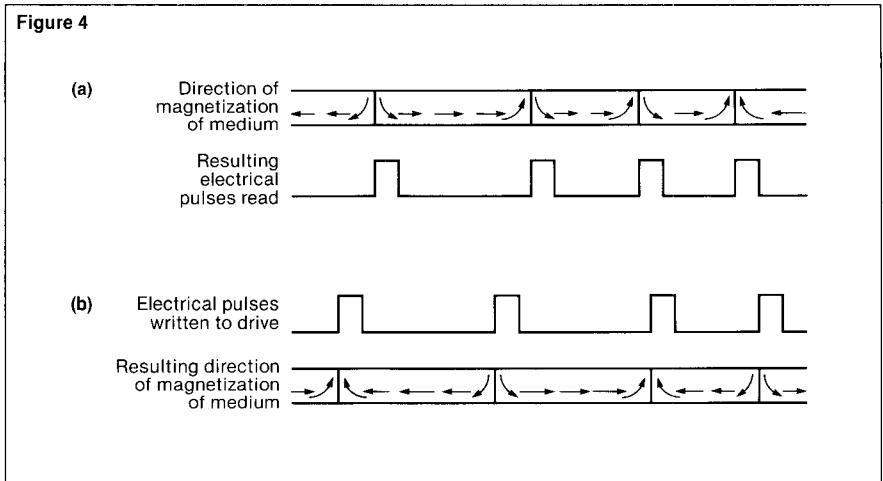 Figure 4
(a) Direction of
magnetization
of medium
Resulting
electrical
pulses read
(b) Electrical pulses
written to drive
Resulting direction
of magnetization
of medium